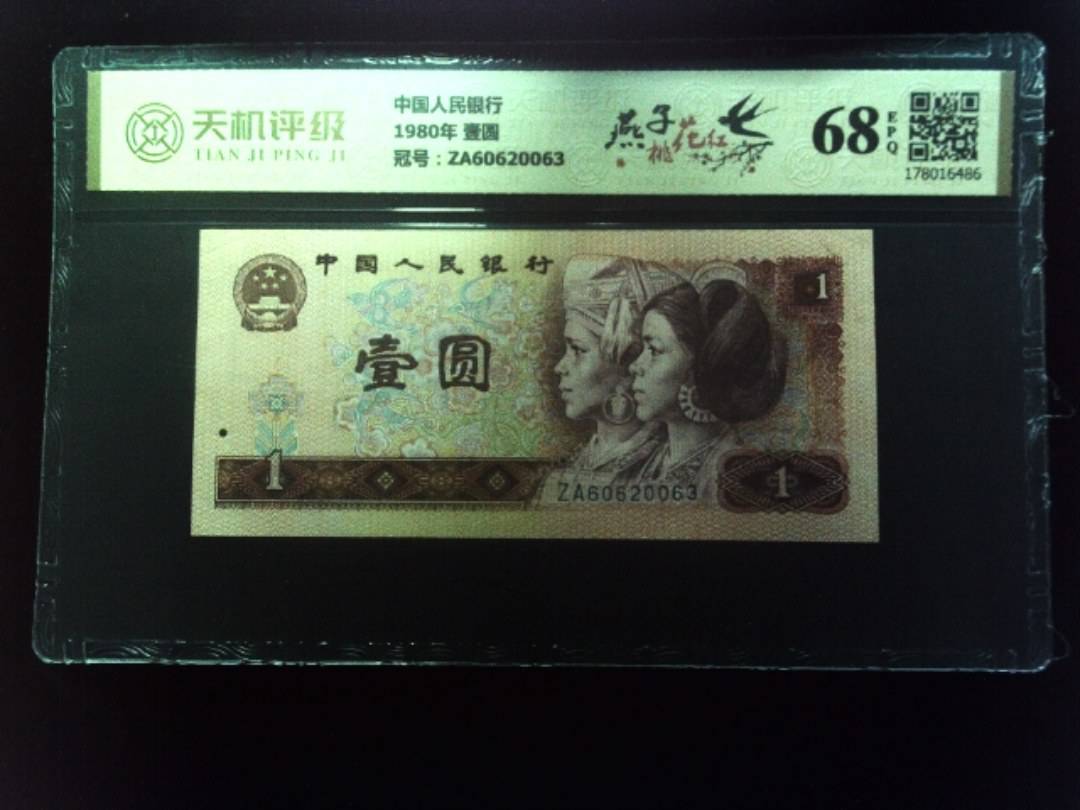 天机评级
TIAN JI PING JI
中国人民银行
1980年 壹圆
冠号：ZA60620063
燕子
桃花红
68
EPQ
178016486
中国人民银行
1
壹圆
1
ZA60620063
1